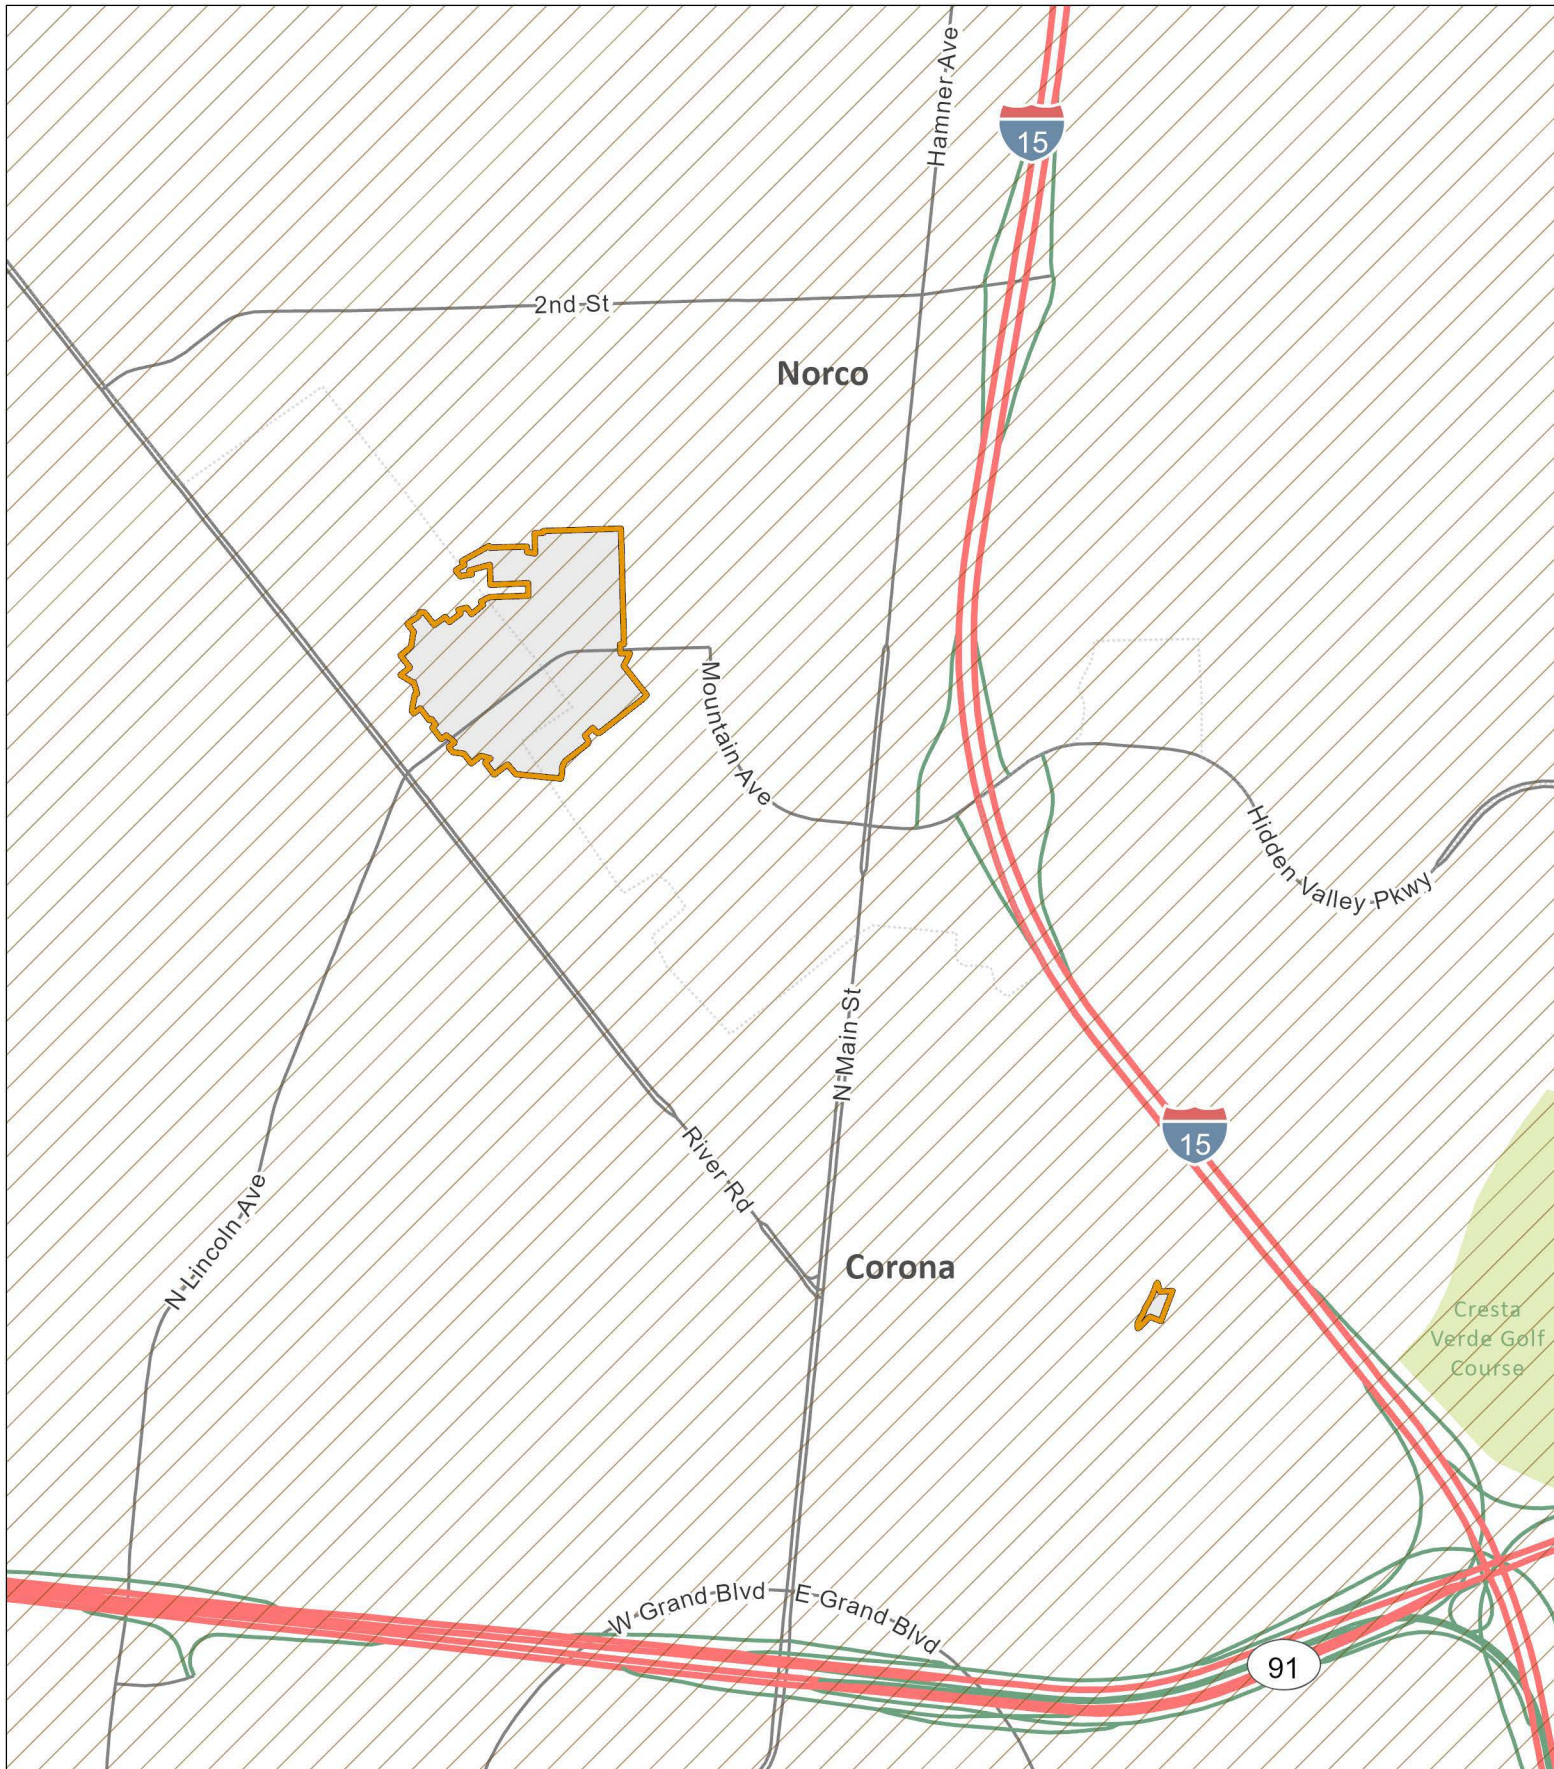 Hamner Ave
15
2nd St
Norco
Mountain Ave
Hidden Valley Pkwy
N Main St
15
River Rd
N Lincoln Ave
Corona
Cresta
Verde Golf
Course
W Grand Blvd
E Grand Blvd
91